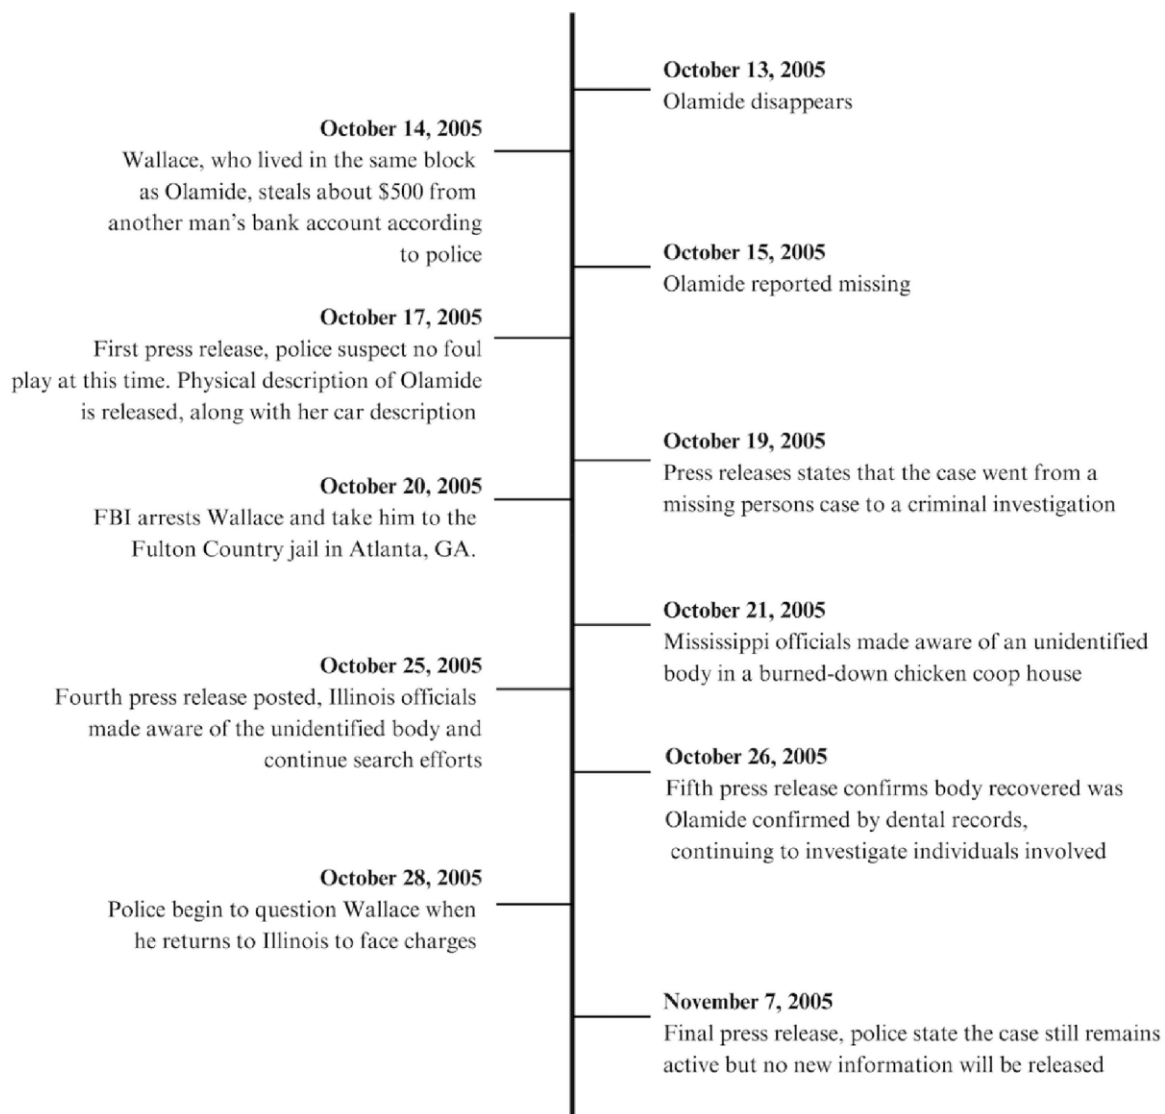 October 13, 2005
Olamide disappears
October 14, 2005
Wallace, who lived in the same block
as Olamide, steals about $500 from
another man’s bank account according
to police
October 15, 2005
Olamide reported missing
October 17, 2005
First press release, police suspect no foul
play at this time. Physical description of Olamide
is released, along with her car description
October 19, 2005
Press releases states that the case went from a
missing persons case to a criminal investigation
October 20, 2005
FBI arrests Wallace and take him to the
Fulton Country jail in Atlanta, GA.
October 21, 2005
Mississippi officials made aware of an unidentified
body in a burned-down chicken coop house
October 25, 2005
Fourth press release posted, Illinois officials
made aware of the unidentified body and
continue search efforts
October 26, 2005
Fifth press release confirms body recovered was
Olamide confirmed by dental records,
continuing to investigate individuals involved
October 28, 2005
Police begin to question Wallace when
he returns to Illinois to face charges
November 7, 2005
Final press release, police state the case still remains
active but no new information will be released